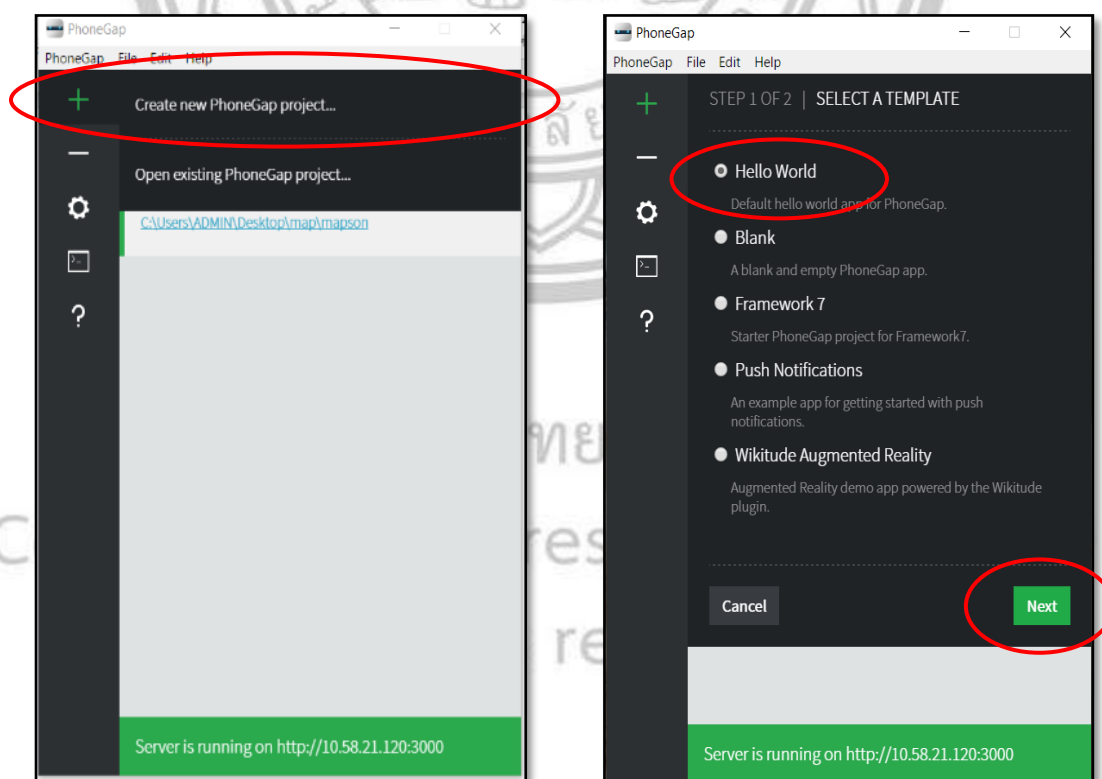 PhoneGap
PhoneGap File Edit Help
Create new PhoneGap project...
Open existing PhoneGap project...
C:\Users\ADMIN\Desktop\map\mapson
Server is running on http://10.58.21.120:3000
PhoneGap
PhoneGap File Edit Help
STEP 1 OF 2 | SELECT A TEMPLATE
Hello World
Default hello world app for PhoneGap.
Blank
A blank and empty PhoneGap app.
Framework 7
Starter PhoneGap project for Framework7.
Push Notifications
An example app for getting started with push
notifications.
Wikitude Augmented Reality
Augmented Reality demo app powered by the Wikitude
plugin.
Cancel Next
Server is running on http://10.58.21.120:3000